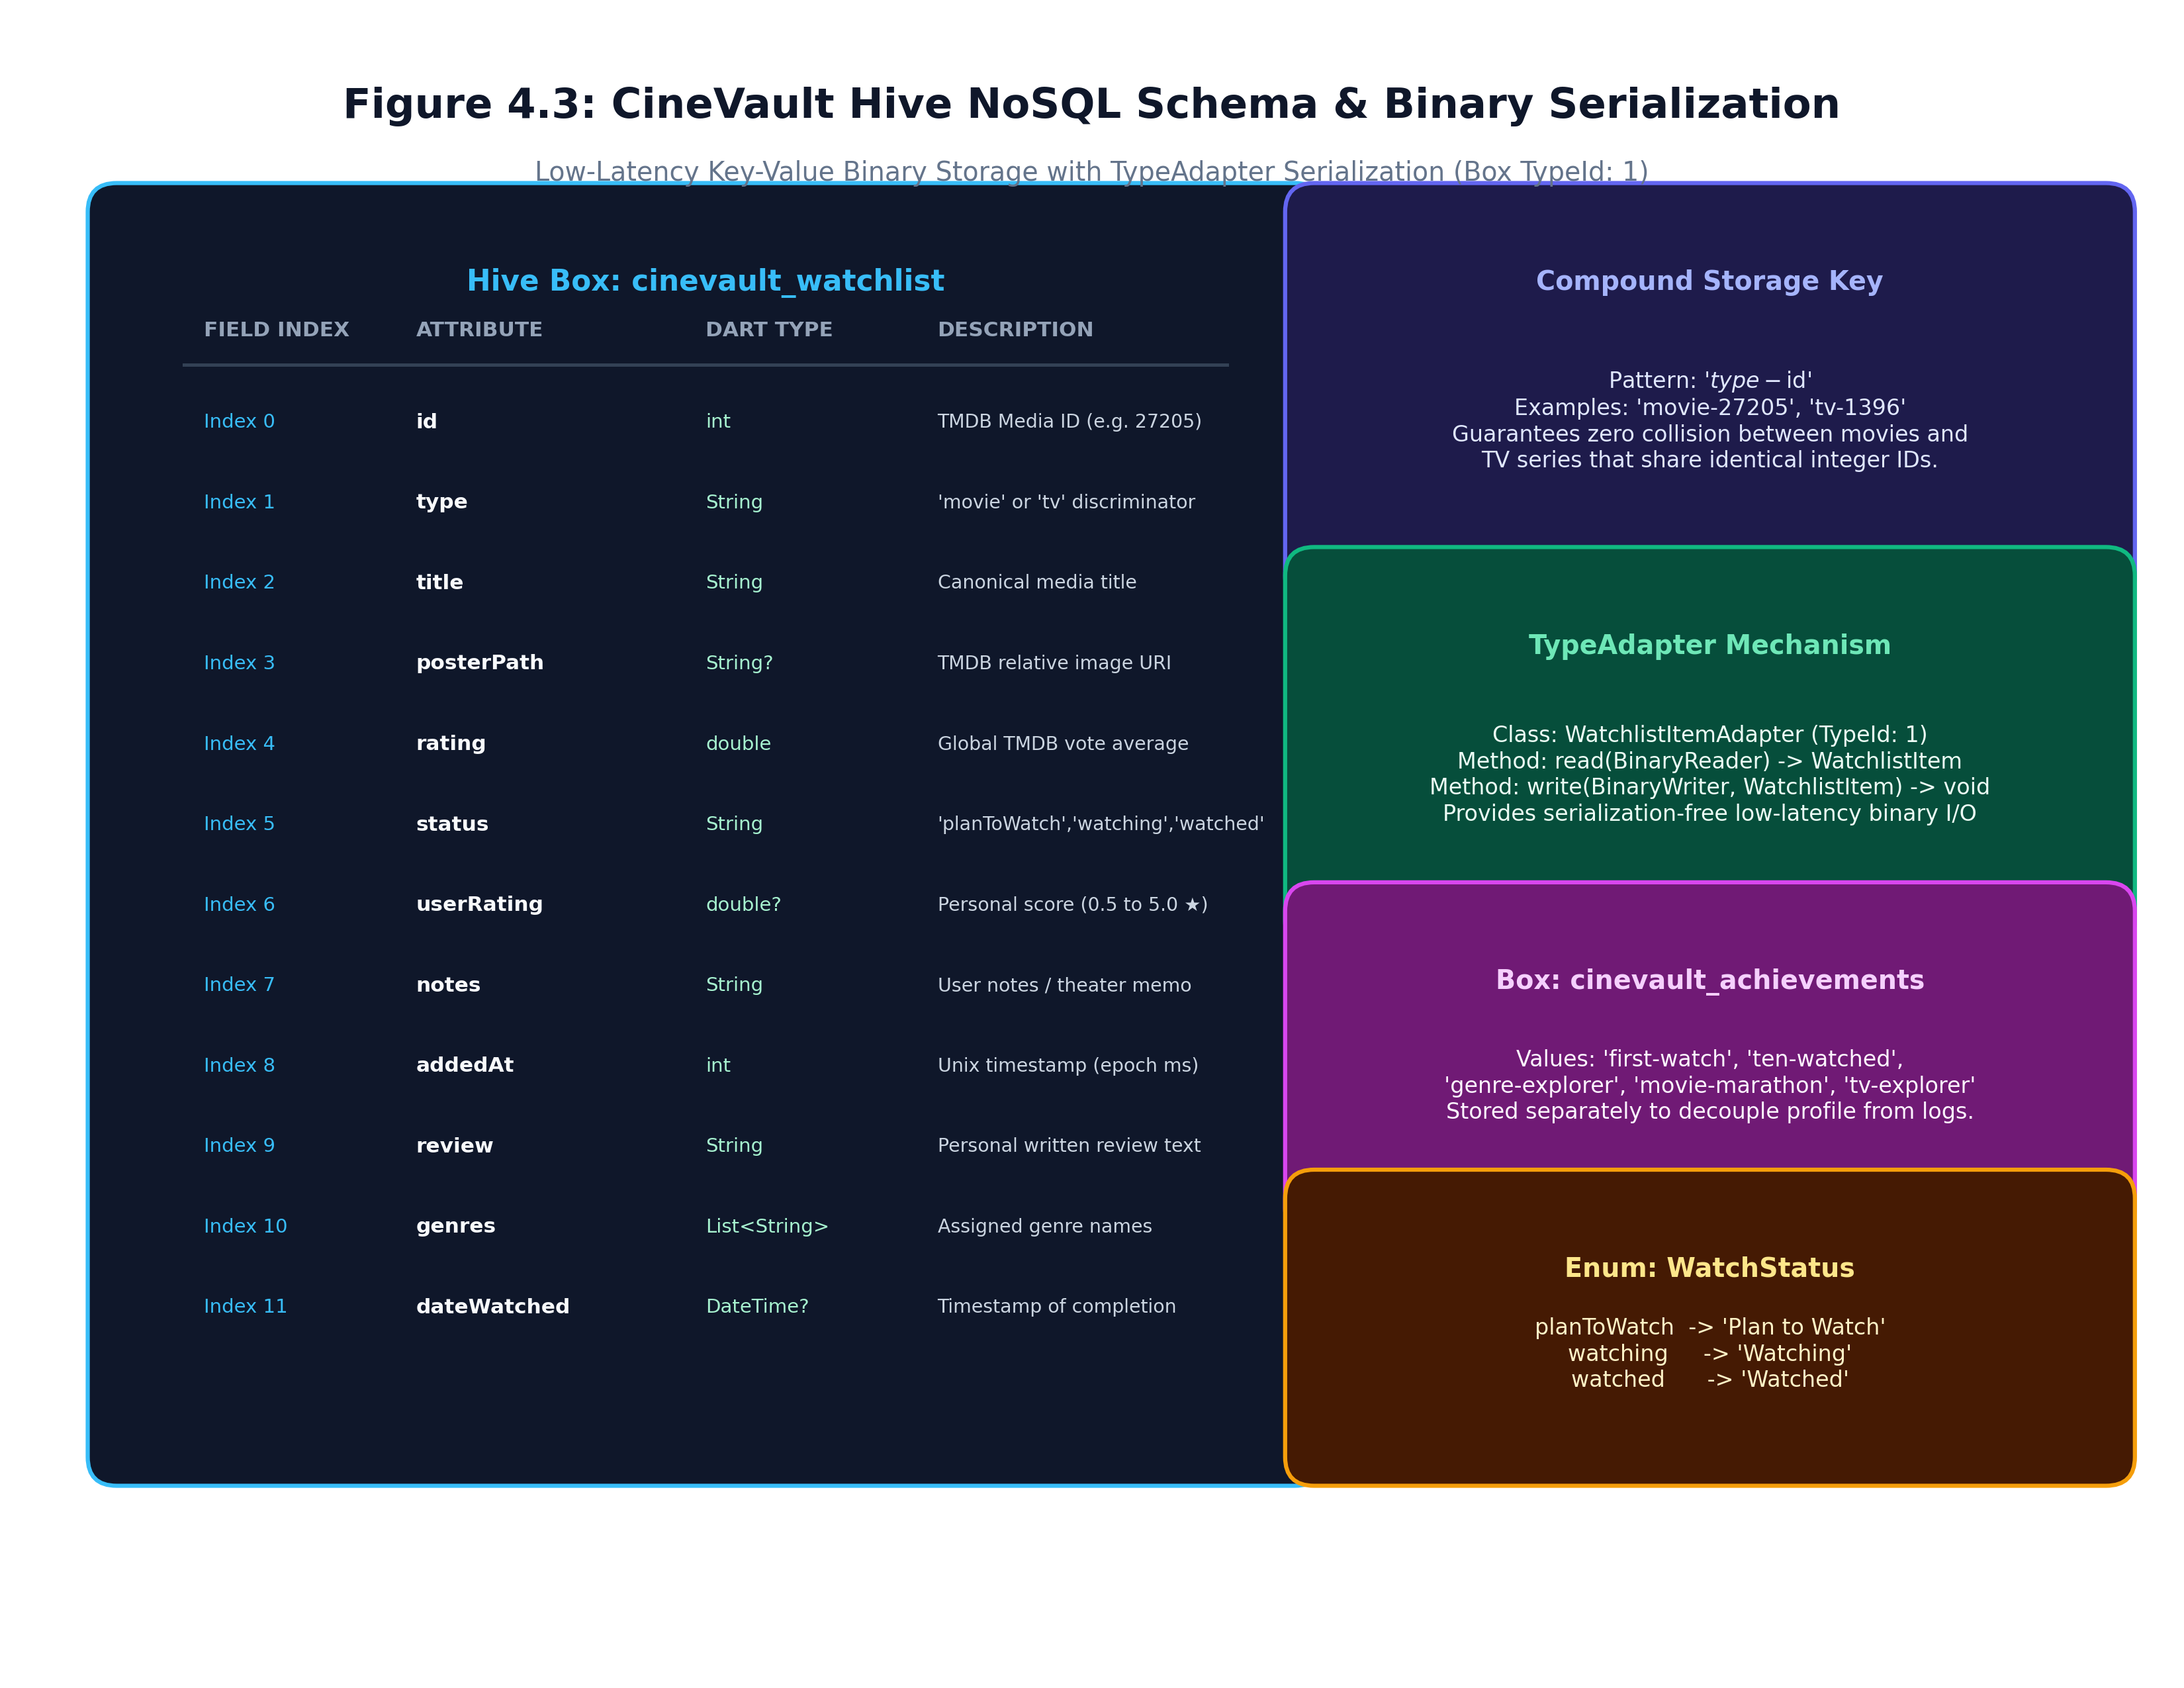 Figure 4.3: CineVault Hive NoSQL Schema & Binary Serialization
Low-Latency Key-Value Binary Storage with TypeAdapter Serialization (Box TypeId: 1)
Hive Box: cinevault_watchlist
FIELD INDEX ATTRIBUTE DART TYPE DESCRIPTION
Index 0 id int TMDB Media ID (e.g. 27205)
Index 1 type String 'movie' or 'tv' discriminator
Index 2 title String Canonical media title
Index 3 posterPath String? TMDB relative image URI
Index 4 rating double Global TMDB vote average
Index 5 status String 'planToWatch','watching','watched'
Index 6 userRating double? Personal score (0.5 to 5.0 ★)
Index 7 notes String User notes / theater memo
Index 8 addedAt int Unix timestamp (epoch ms)
Index 9 review String Personal written review text
Index 10 genres List<String> Assigned genre names
Index 11 dateWatched DateTime? Timestamp of completion
Compound Storage Key
Pattern: 'type − id'
Examples: 'movie-27205', 'tv-1396'
Guarantees zero collision between movies and
TV series that share identical integer IDs.
TypeAdapter Mechanism
Class: WatchlistItemAdapter (TypeId: 1)
Method: read(BinaryReader) -> WatchlistItem
Method: write(BinaryWriter, WatchlistItem) -> void
Provides serialization-free low-latency binary I/O
Box: cinevault_achievements
Values: 'first-watch', 'ten-watched',
'genre-explorer', 'movie-marathon', 'tv-explorer'
Stored separately to decouple profile from logs.
Enum: WatchStatus
planToWatch -> 'Plan to Watch'
watching -> 'Watching'
watched -> 'Watched'